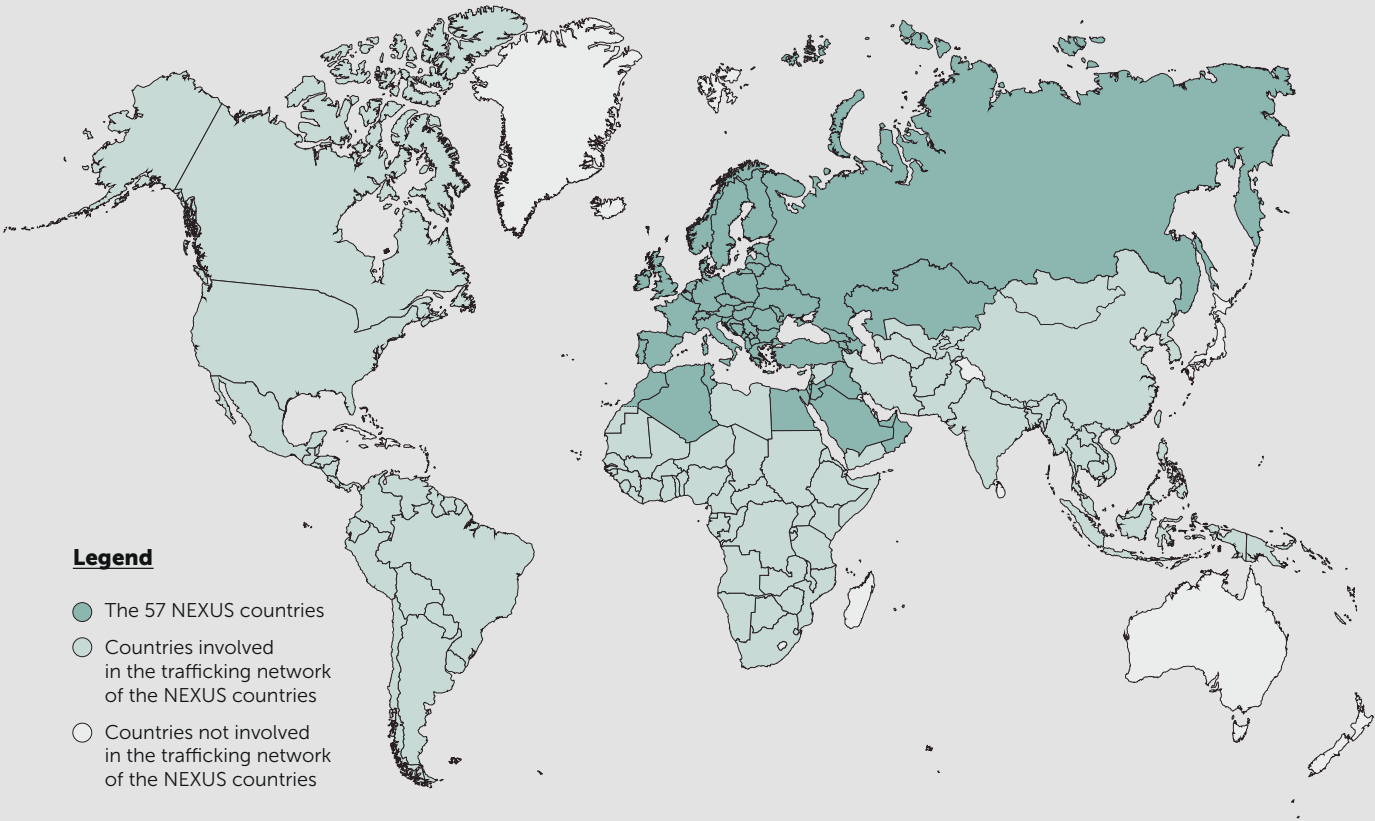 Legend
The 57 NEXUS countries
Countries involved
in the trafficking network
of the NEXUS countries
Countries not involved
in the trafficking network
of the NEXUS countries